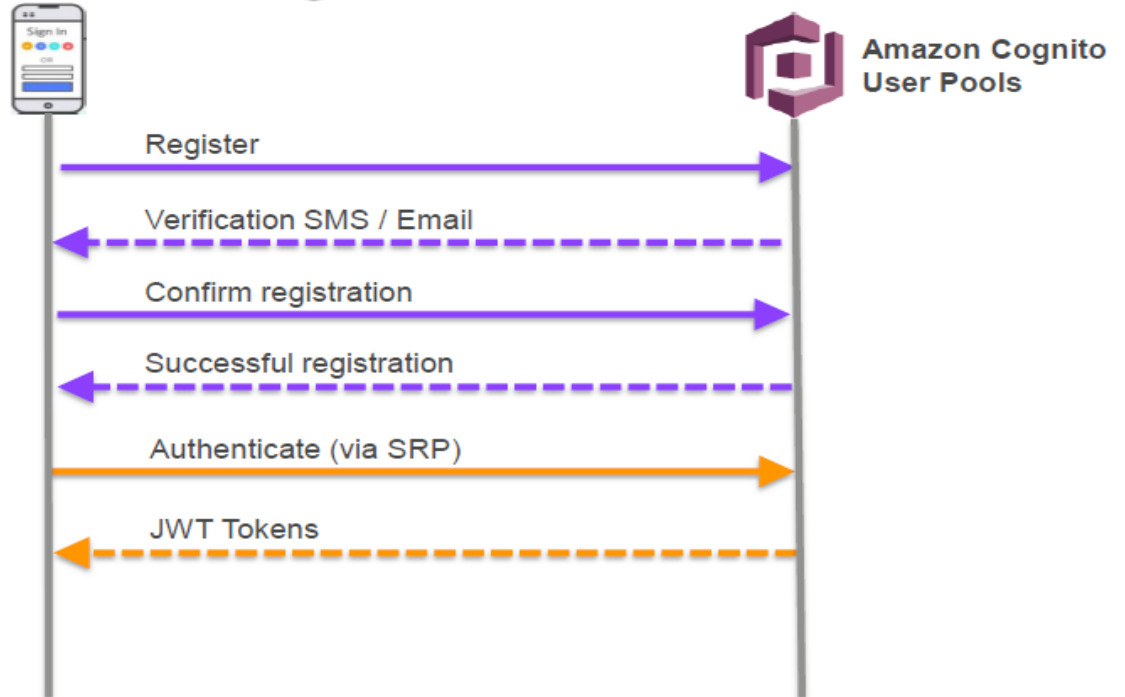 Sign In
OR
Amazon Cognito
User Pools
Register
Verification SMS / Email
Confirm registration
Successful registration
Authenticate (via SRP)
JWT Tokens